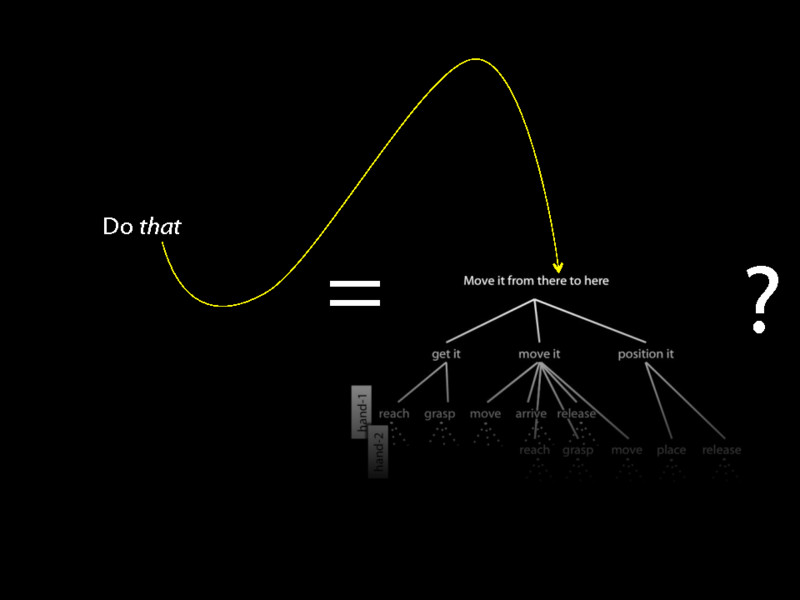 Do that
=
Move it from there to here
?
get it move it position it
hand-1
reach grasp move arrive release
hand-2
reach grasp move place release